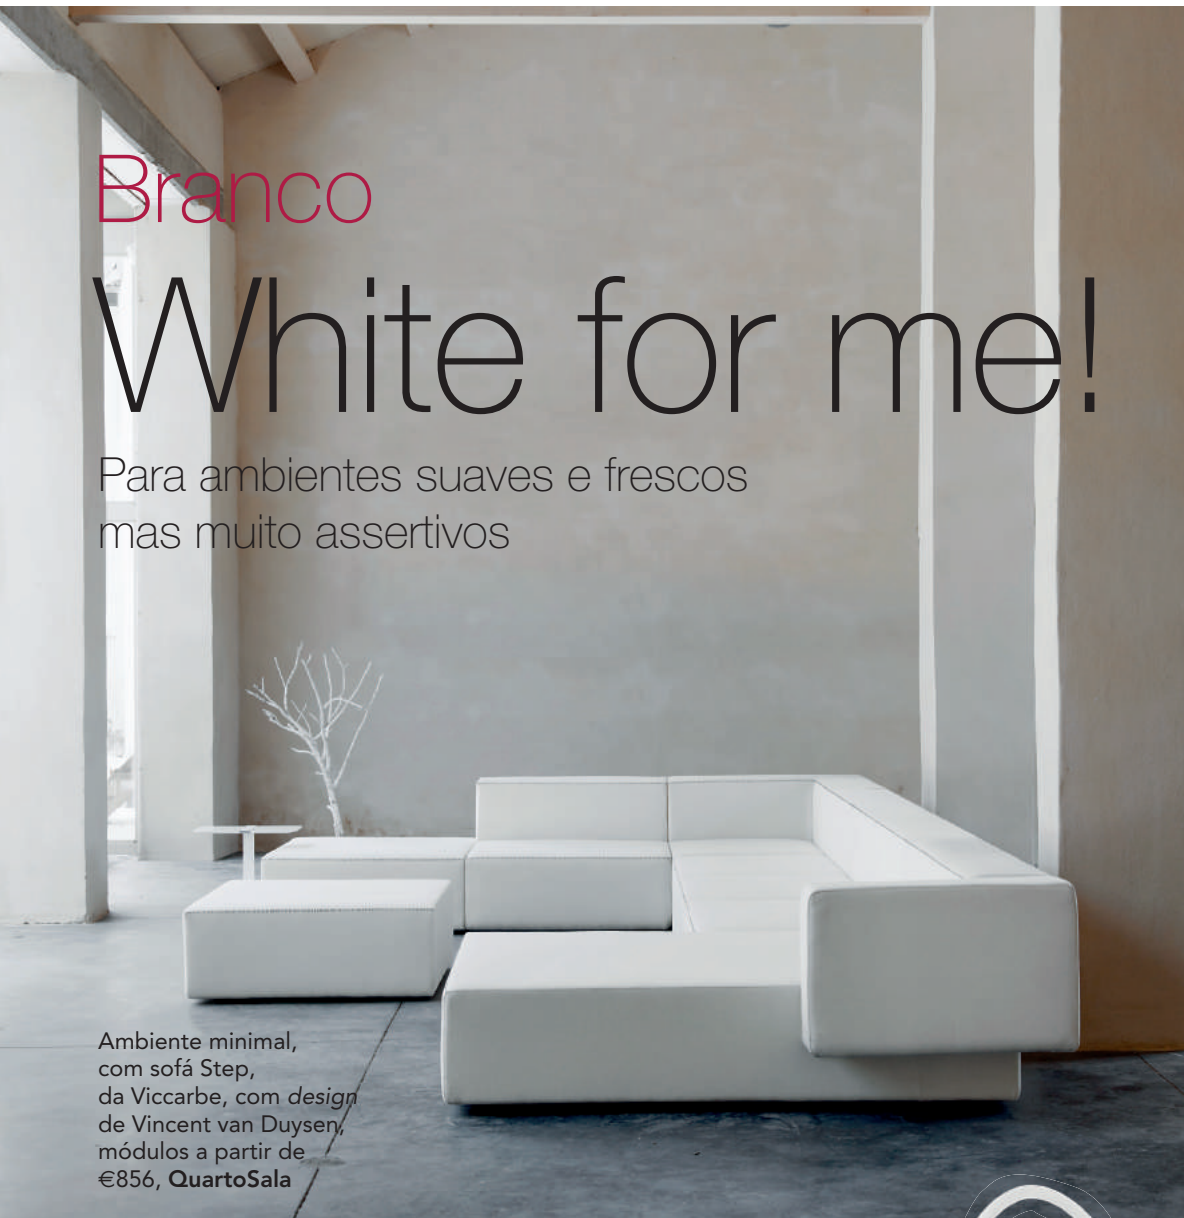 Branco
White for me!
Para ambientes suaves e frescos
mas muito assertivos
Ambiente minimal,
com sofá Step,
da Viccarbe, com design
de Vincent van Duysen,
módulos a partir de
€856, QuartoSala